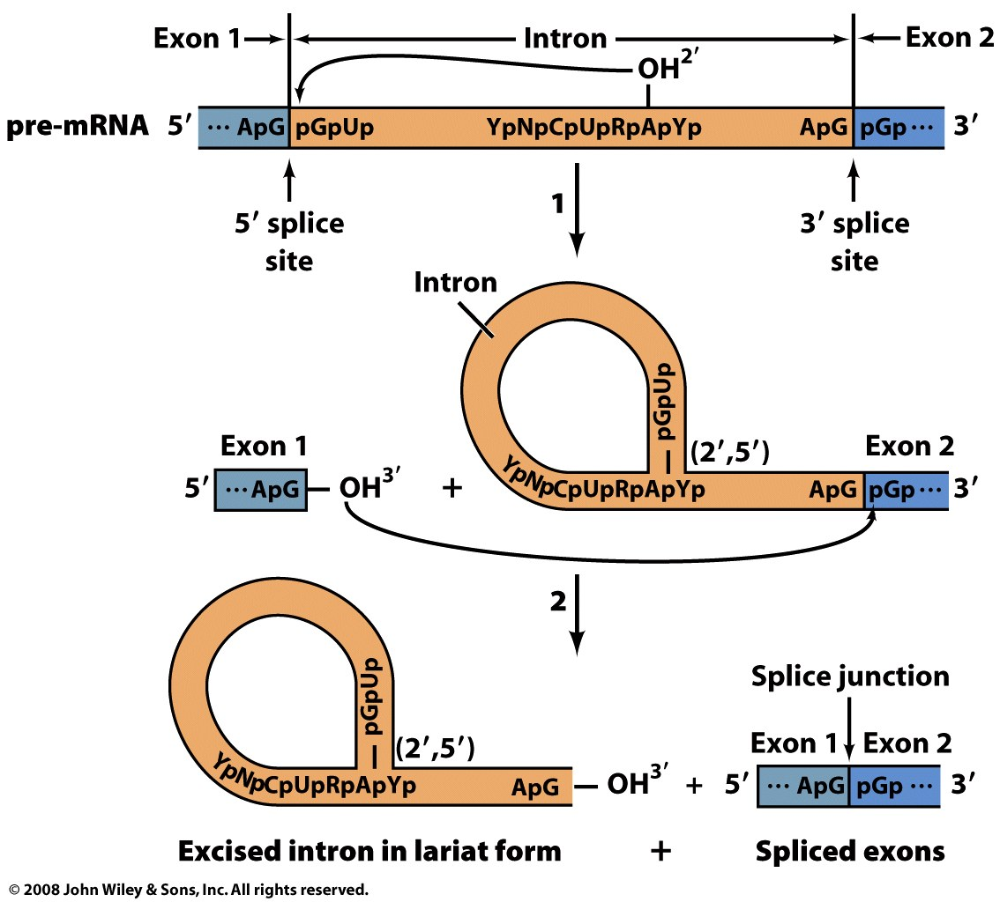 Exon 1 Intron Exon 2
OH2′
pre-mRNA 5′ ··· ApG pGpUp YpNpCpUpRpApYp ApG pGp ··· 3′
1
5′ splice
site
3′ splice
site
Intron
pGpUp
Exon 1 (2′,5′) Exon 2
5′ ··· ApG OH3′ + YpNpCpUpRpApYp ApG pGp ··· 3′
2
pGpUp
Splice junction
(2′,5′) Exon 1 Exon 2
YpNpCpUpRpApYp ApG OH3′ + 5′ ··· ApG pGp ··· 3′
Excised intron in lariat form + Spliced exons
© 2008 John Wiley & Sons, Inc. All rights reserved.